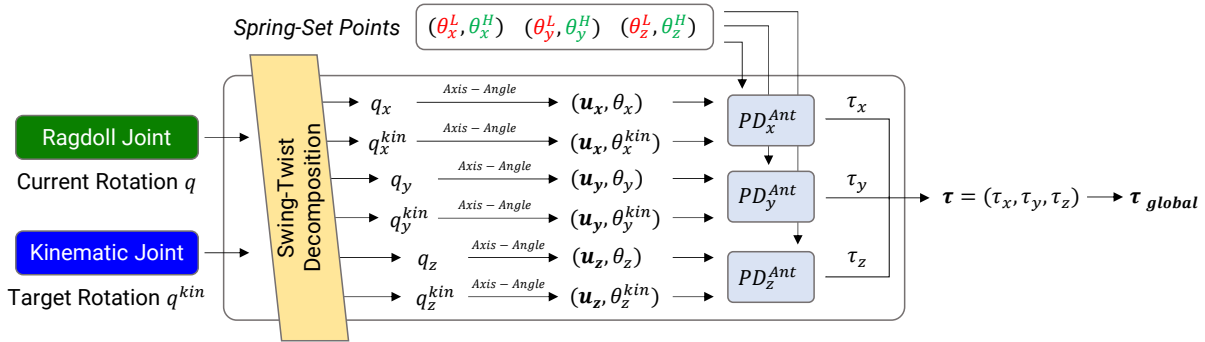 Spring-Set Points (θ_x^L, θ_x^H) (θ_y^L, θ_y^H) (θ_z^L, θ_z^H)
Ragdoll Joint
Current Rotation q
Kinematic Joint
Target Rotation q^{kin}
Swing-Twist
Decomposition
q_x Axis − Angle (u_x, θ_x)
q_x^{kin} Axis − Angle (u_x, θ_x^{kin})
q_y Axis − Angle (u_y, θ_y)
q_y^{kin} Axis − Angle (u_y, θ_y^{kin})
q_z Axis − Angle (u_z, θ_z)
q_z^{kin} Axis − Angle (u_z, θ_z^{kin})
PD_x^{Ant} τ_x
PD_y^{Ant} τ_y
PD_z^{Ant} τ_z
τ = (τ_x, τ_y, τ_z) τ_{global}